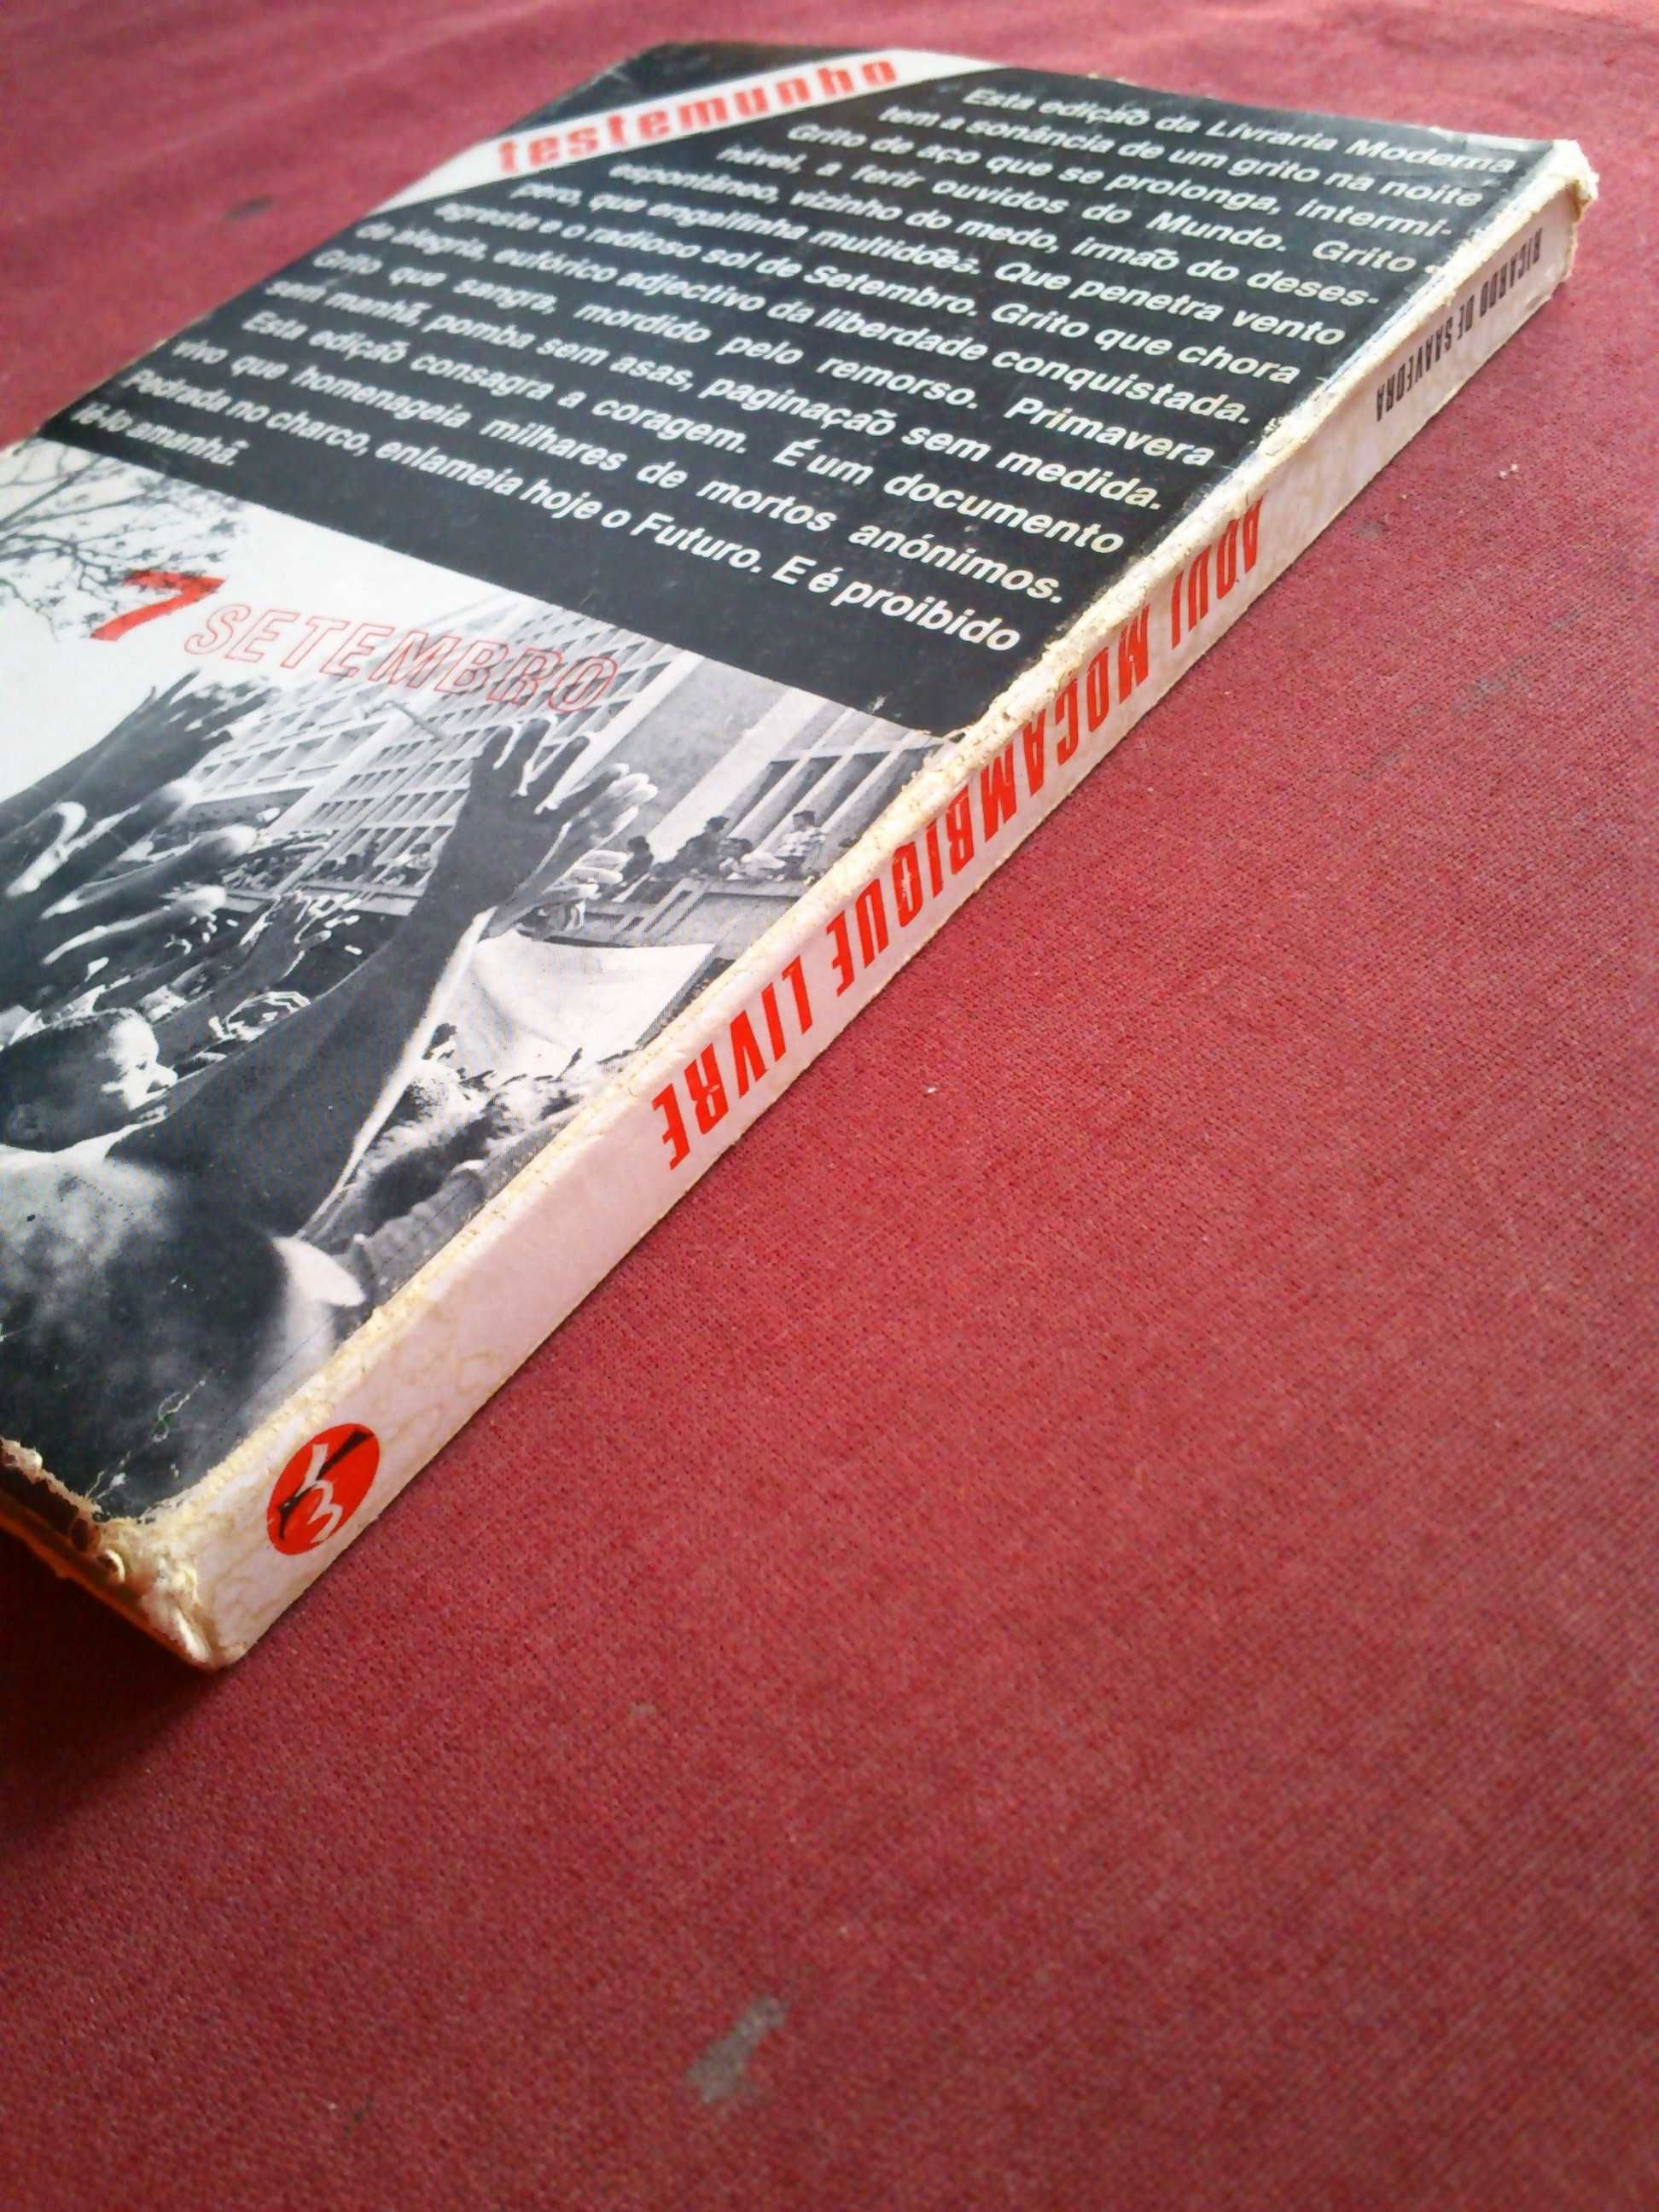 testemunho
Esta edição da Livraria Moderna
tem a sonância de um grito na noite
Grito de aço que se prolonga, intermi-
nável, a ferir ouvidos do Mundo. Grito
espontâneo, vizinho do medo, irmão do deses-
pero, que engalfinha multidões. Que penetra vento
agreste e o radioso sol de Setembro. Grito que chora
de alegria, eufórico adjectivo da liberdade conquistada.
Grito que sangra, mordido pelo remorso. Primavera
sem manhã, pomba sem asas, paginação sem medida.
Esta edição consagra a coragem. É um documento
vivo que homenageia milhares de mortos anónimos.
Pedrada no charco, enlameia hoje o Futuro. E é proibido
lê-lo amanhã.
7 SETEMBRO
RICARDO DE SAAVEDRA
AQUI MOÇAMBIQUE LIVRE